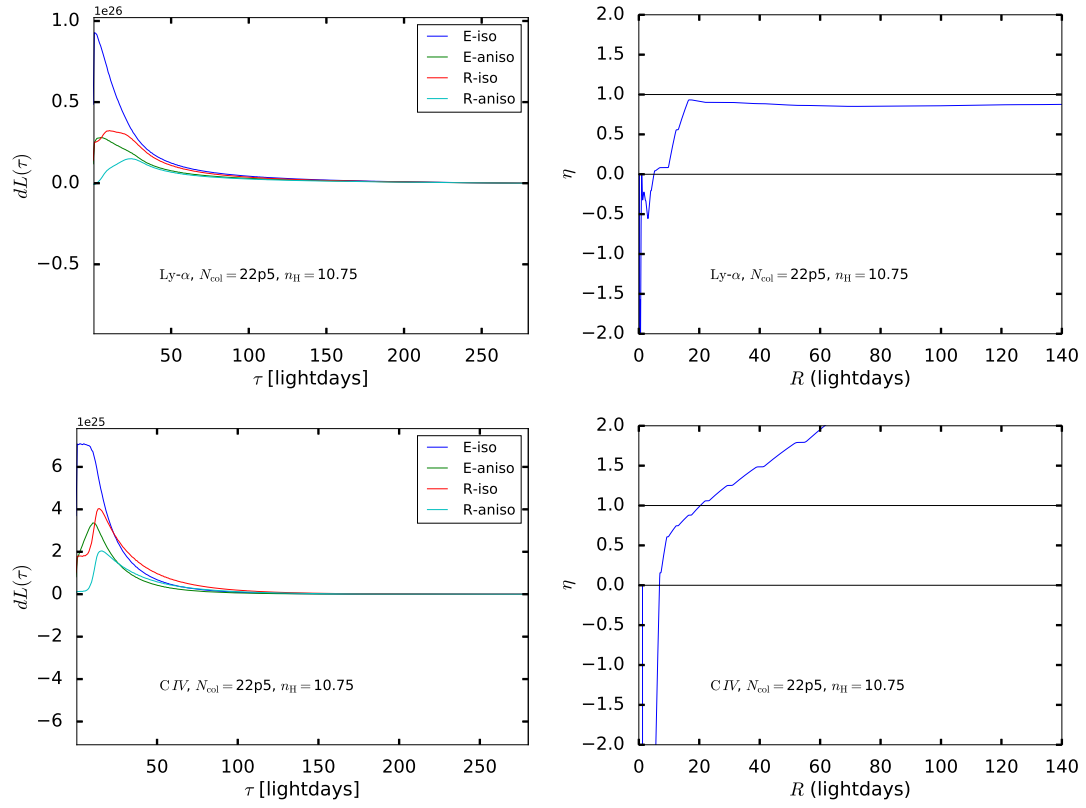 1e26
1.0
0.5
0.0
−0.5
dL(τ)
E-iso
E-aniso
R-iso
R-aniso
Ly-α, N_col = 22p5, n_H = 10.75
50 100 150 200 250
τ [lightdays]
2.0
1.5
1.0
0.5
0.0
−0.5
−1.0
−1.5
−2.0
η
Ly-α, N_col = 22p5, n_H = 10.75
0 20 40 60 80 100 120 140
R (lightdays)
1e25
6
4
2
0
−2
−4
−6
dL(τ)
E-iso
E-aniso
R-iso
R-aniso
C IV, N_col = 22p5, n_H = 10.75
50 100 150 200 250
τ [lightdays]
2.0
1.5
1.0
0.5
0.0
−0.5
−1.0
−1.5
−2.0
η
C IV, N_col = 22p5, n_H = 10.75
0 20 40 60 80 100 120 140
R (lightdays)